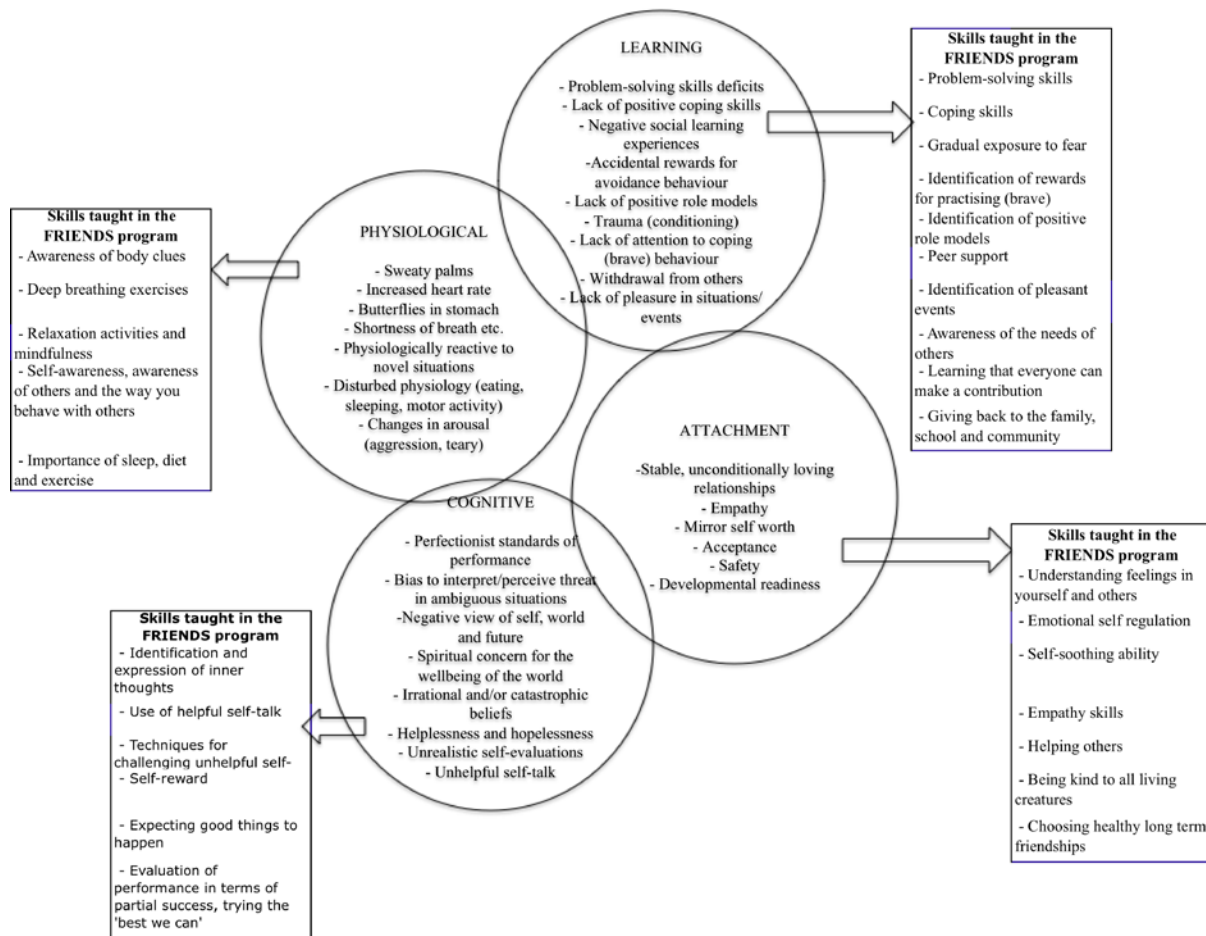 LEARNING
- Problem-solving skills deficits
- Lack of positive coping skills
- Negative social learning
experiences
- Accidental rewards for
avoidance behaviour
- Lack of positive role models
- Trauma (conditioning)
- Lack of attention to coping
(brave) behaviour
- Withdrawal from others
- Lack of pleasure in situations/
events
Skills taught in the
FRIENDS program
- Problem-solving skills
- Coping skills
- Gradual exposure to fear
- Identification of rewards
for practising (brave)
- Identification of positive
role models
- Peer support
- Identification of pleasant
events
- Awareness of the needs of
others
- Learning that everyone can
make a contribution
- Giving back to the family,
school and community
Skills taught in the
FRIENDS program
- Awareness of body clues
- Deep breathing exercises
- Relaxation activities and
mindfulness
- Self-awareness, awareness
of others and the way you
behave with others
- Importance of sleep, diet
and exercise
PHYSIOLOGICAL
- Sweaty palms
- Increased heart rate
- Butterflies in stomach
- Shortness of breath etc.
- Physiologically reactive to
novel situations
- Disturbed physiology (eating,
sleeping, motor activity)
- Changes in arousal
(aggression, teary)
ATTACHMENT
-Stable, unconditionally loving
relationships
- Empathy
- Mirror self worth
- Acceptance
- Safety
- Developmental readiness
Skills taught in the
FRIENDS program
- Understanding feelings in
yourself and others
- Emotional self regulation
- Self-soothing ability
- Empathy skills
- Helping others
- Being kind to all living
creatures
- Choosing healthy long term
friendships
COGNITIVE
- Perfectionist standards of
performance
- Bias to interpret/perceive threat
in ambiguous situations
-Negative view of self, world
and future
- Spiritual concern for the
wellbeing of the world
- Irrational and/or catastrophic
beliefs
- Helplessness and hopelessness
- Unrealistic self-evaluations
- Unhelpful self-talk
Skills taught in the
FRIENDS program
- Identification and
expression of inner
thoughts
- Use of helpful self-talk
- Techniques for
challenging unhelpful self-
- Self-reward
- Expecting good things to
happen
- Evaluation of
performance in terms of
partial success, trying the
'best we can'